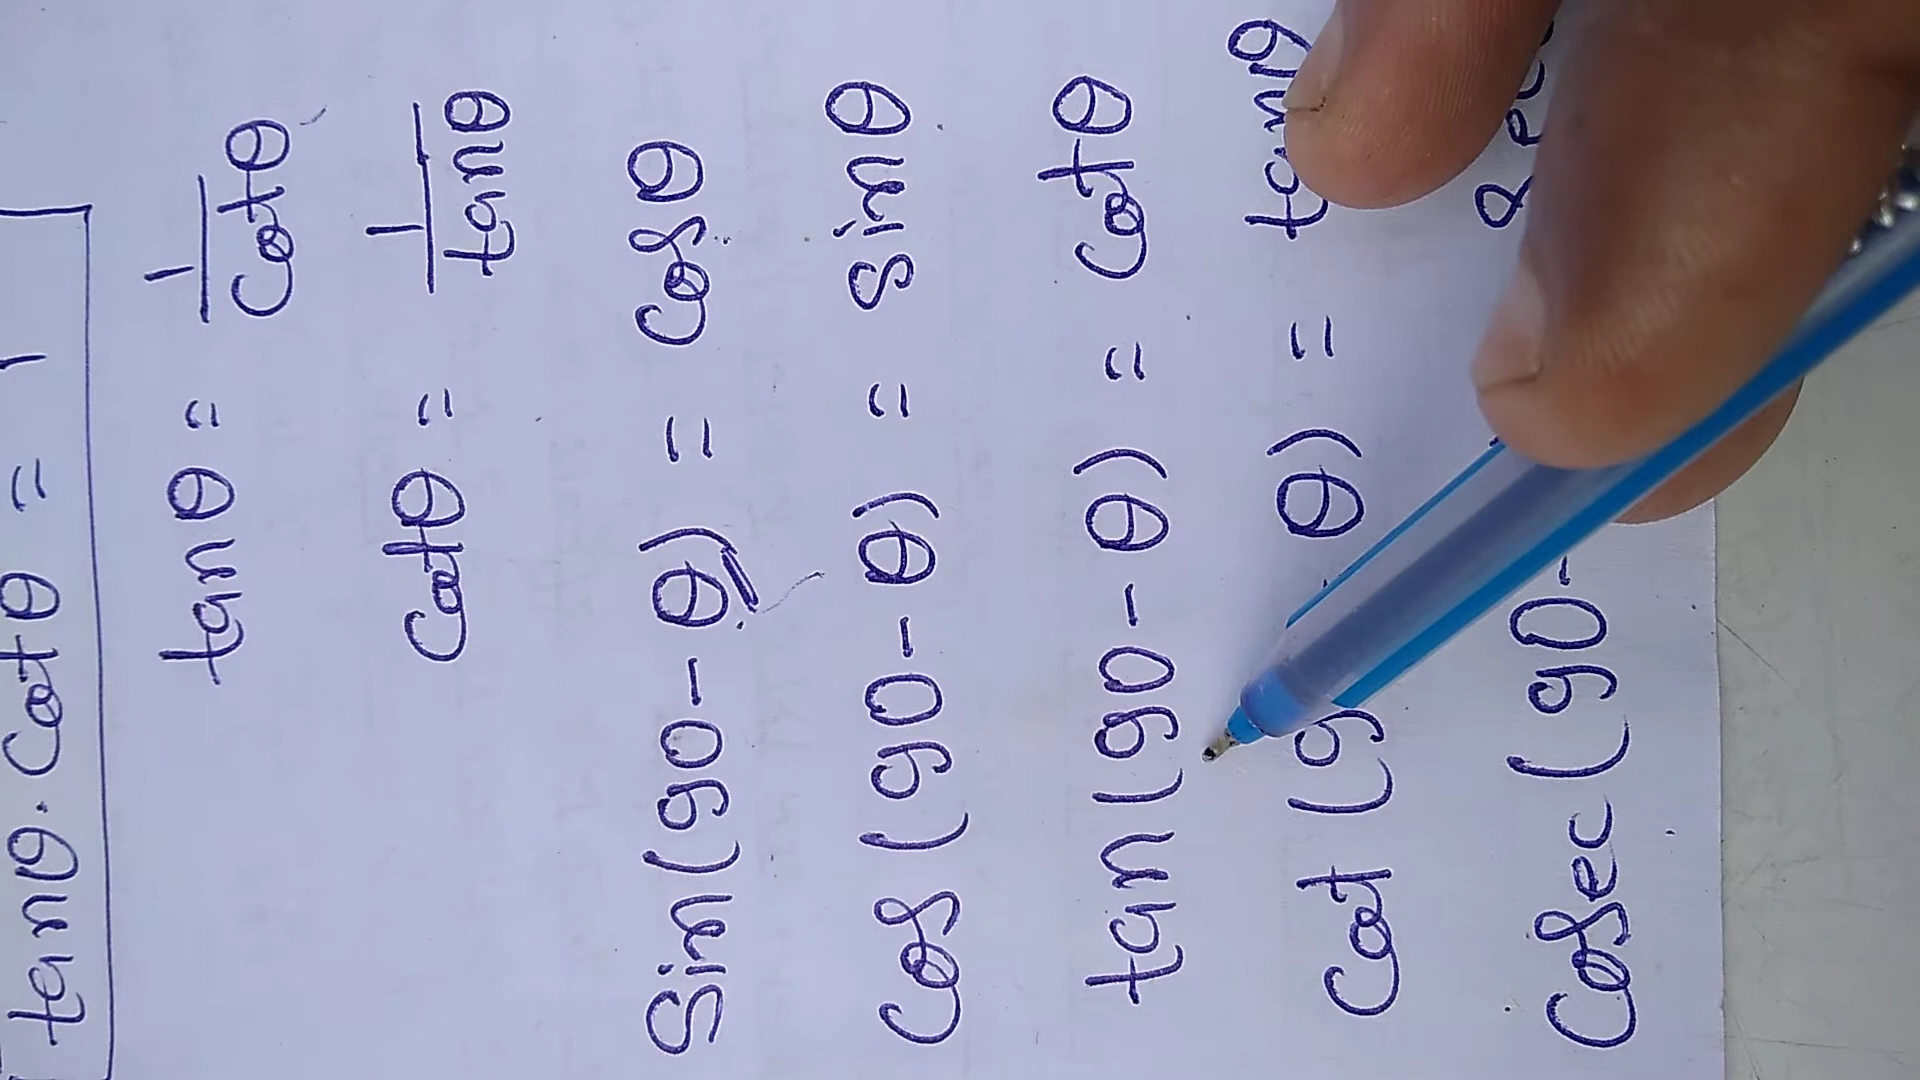 tanθ . Cotθ = 1
tanθ = 1/Cotθ
Cotθ = 1/tanθ
Sin(90-θ) = Cosθ
Cos (90-θ) = Sinθ
tan(90-θ) = Cotθ
Cot (9 θ) = tanθ
Cosec(90-